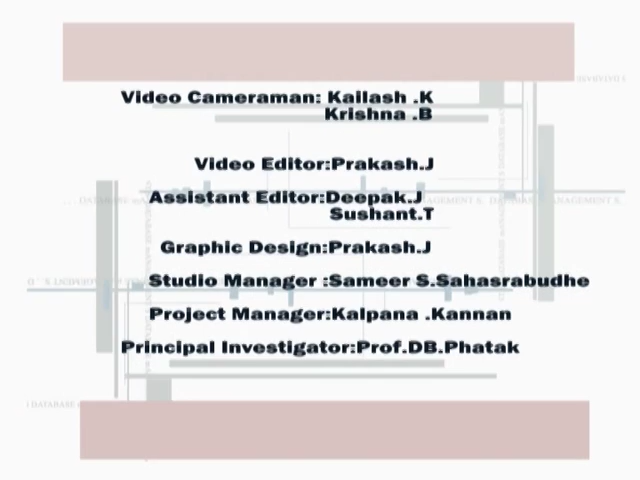 Video Cameraman: Kailash .K
Krishna .B
Video Editor:Prakash.J
Assistant Editor:Deepak.J
Sushant.T
Graphic Design:Prakash.J
Studio Manager :Sameer S.Sahasrabudhe
Project Manager:Kalpana .Kannan
Principal Investigator:Prof.DB.Phatak